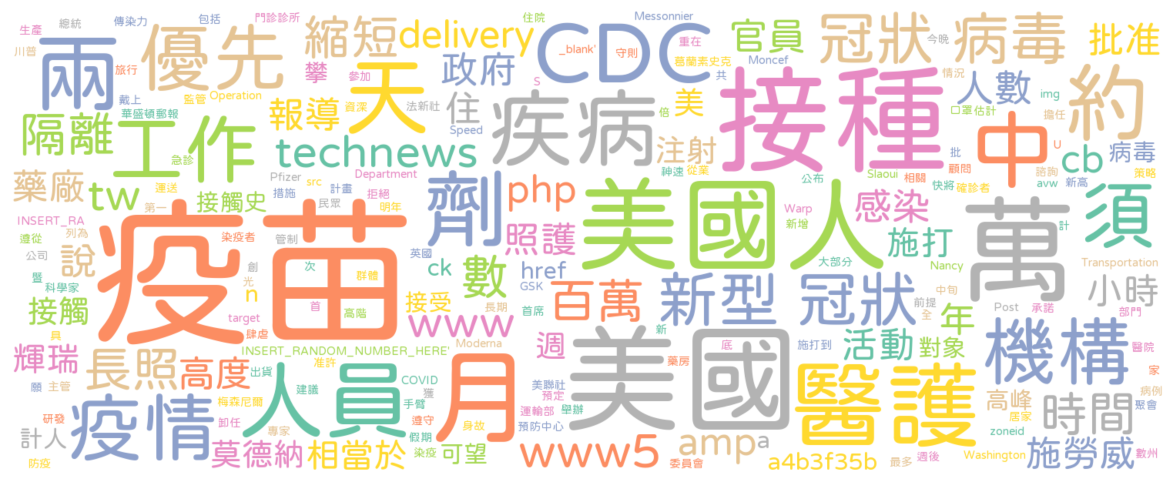 生產 總統 傳染力 包括 門診診所 住院 Messonnier 重在 官員 今晚
川普 兩 優先 縮短 delivery CDC _blank' 守則 葛蘭素史克 Moncef 共 冠狀 病毒 批准
旅行 戴上 監管 Operation 天 攀 參加 政府 S 情況 人數 img 約
華盛頓郵報 報導 資深 法新社 住 疾病 倍 美 接種 口罩 估計 擔任
隔離 工作 急診 technews Speed 注射 從業 中 批 U cb 病毒
藥廠 tw 運送 Pfizer src 措施 計畫 Department 拒絕 php 神速 Slaoui 相關 顧問 諮詢 策略
接觸史 民眾 明年 劑 美國人 公布 快將 確診者 avw 新高
INSERT_RA 第一 感染 萬 須
遵從 列為 染疫者 管制 英國 照護 Warp 新增 施打 計
說 公司 創 次 ck 數 href 大部分 Nancy Transportation
暨 科學家 疫苗 光 群體 GSK 百萬 新型 冠狀 中旬 前提 小時
接觸 n 首 高階 接受 長期 首席 全 Post 承諾 部門
target 肆虐 www 新 年
輝瑞 INSERT_RANDOM_NUMBER_HERE' Moderna 週 底 施打到 活動 對象 機構 醫院
長照 高度 出貨 准許 月 藥房 美國 家
員 願 主管 人員 建議 COVID 獲 美聯社 預定 醫護 高峰 病例
研發 疫情 梅森尼爾 手臂 運輸部 舉辦 居家 時間 聚會
計人 卸任 遵守 身故 預防中心 zoneid
防疫 莫德納 專家 相當於 假期 染疫 可望 www5 委員會 amp a a4b3f35b 最多 週後 Washington 施勞威 數州